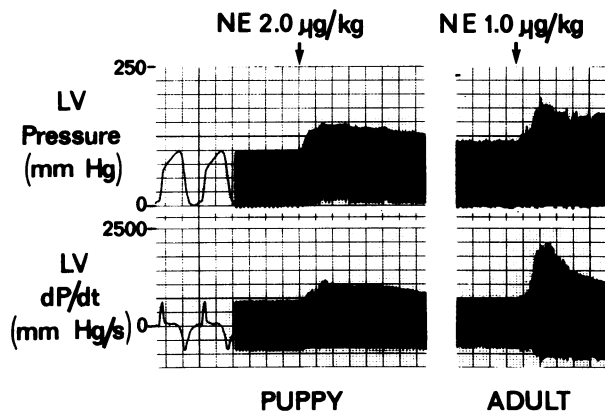 NE 2.0 µg/kg
NE 1.0 µg/kg
250
LV
Pressure
(mm Hg)
0
2500
LV
dP/dt
(mm Hg/s)
0
PUPPY
ADULT